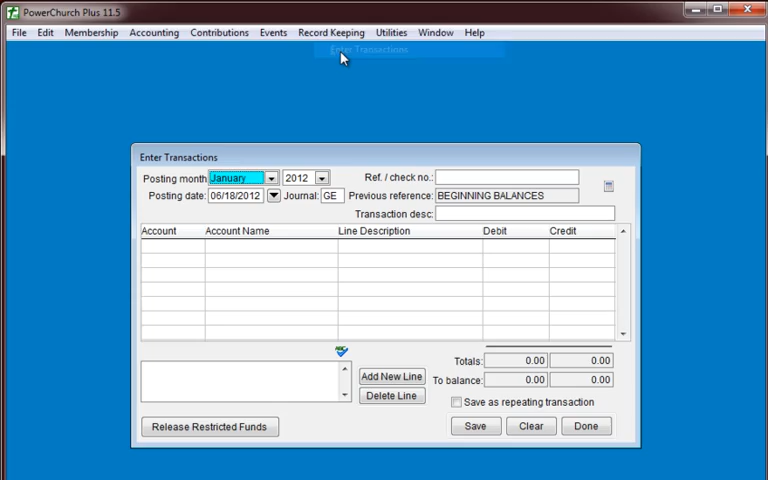 PowerChurch Plus 11.5
File Edit Membership Accounting Contributions Events Record Keeping Utilities Window Help
Enter Transactions
Enter Transactions
Posting month: January 2012 Ref. / check no.:
Posting date: 06/18/2012 Journal: GE Previous reference: BEGINNING BALANCES
Transaction desc:
Account Account Name Line Description Debit Credit
ABC
Totals: 0.00 0.00
Add New Line To balance: 0.00 0.00
Delete Line
Save as repeating transaction
Release Restricted Funds Save Clear Done